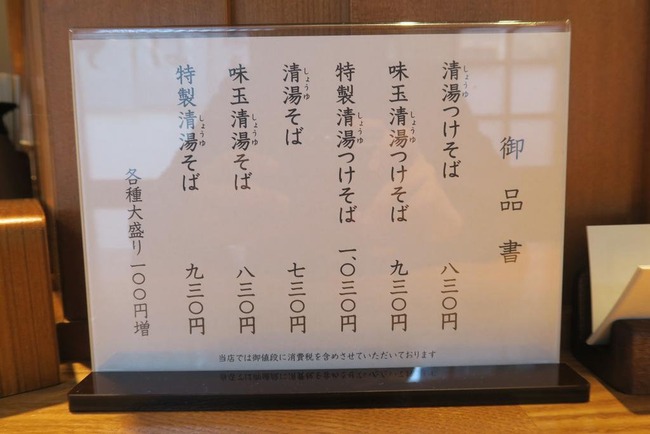 御品書
清湯つけそば 八三〇円
味玉清湯つけそば 九三〇円
特製清湯つけそば 一、〇三〇円
清湯そば 七三〇円
味玉清湯そば 八三〇円
特製清湯そば 九三〇円
各種大盛り 一〇〇円増
当店では御値段に消費税を含めさせていただいております